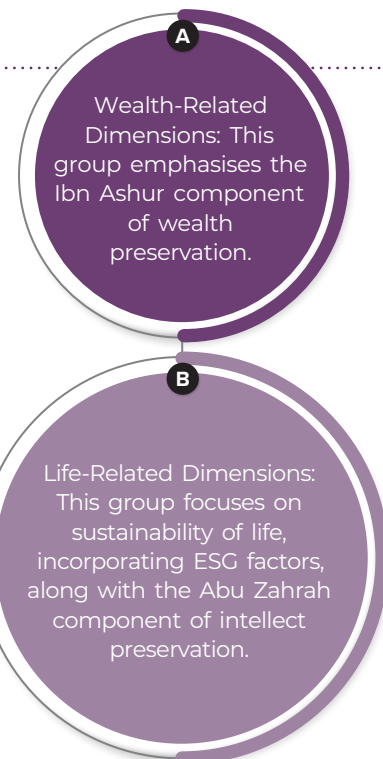 A
Wealth-Related
Dimensions: This
group emphasises the
Ibn Ashur component
of wealth
preservation.
B
Life-Related Dimensions:
This group focuses on
sustainability of life,
incorporating ESG factors,
along with the Abu Zahrah
component of intellect
preservation.